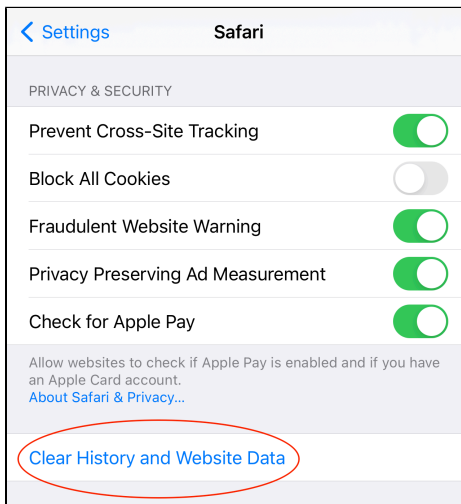 Settings
Safari
PRIVACY & SECURITY
Prevent Cross-Site Tracking
Block All Cookies
Fraudulent Website Warning
Privacy Preserving Ad Measurement
Check for Apple Pay
Allow websites to check if Apple Pay is enabled and if you have
an Apple Card account.
About Safari & Privacy...
Clear History and Website Data